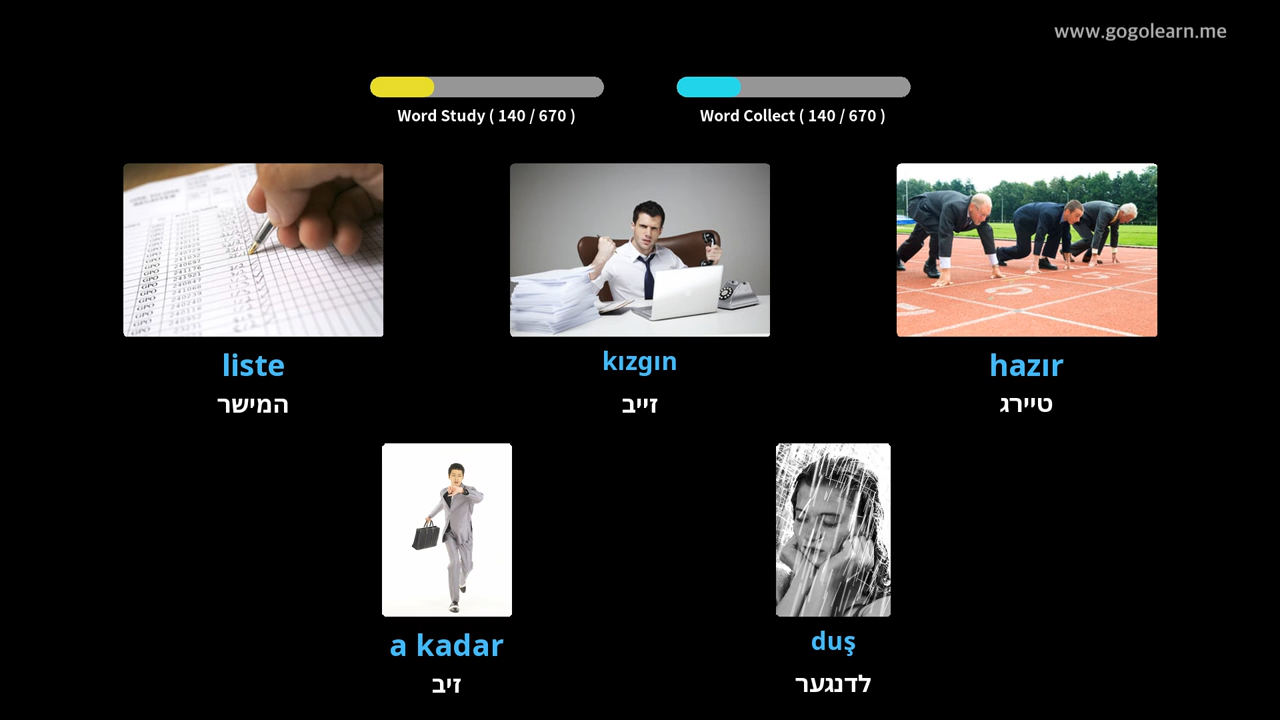 www.gogolearn.me
Word Study ( 140 / 670 )
Word Collect ( 140 / 670 )
liste
המישר
kızgın
זייב
hazır
טיירג
a kadar
זיב
duş
לדנגער